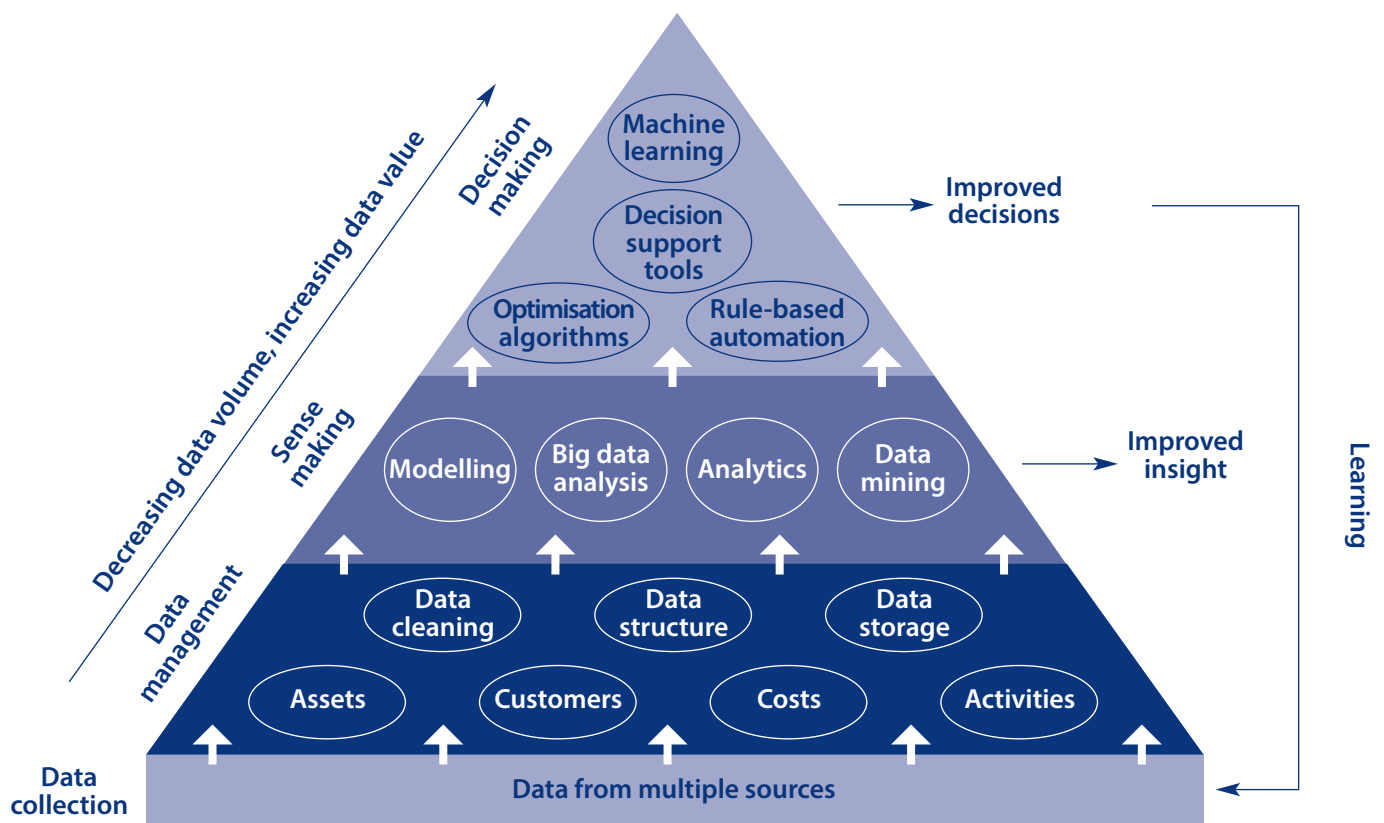 Machine
learning
Decision
support
tools
Optimisation
algorithms
Rule-based
automation
Decision
making
Improved
decisions
Decreasing data volume, increasing data value
Sense
making
Modelling
Big data
analysis
Analytics
Data
mining
Improved
insight
Learning
Data
management
Data
cleaning
Data
structure
Data
storage
Assets
Customers
Costs
Activities
Data
collection
Data from multiple sources